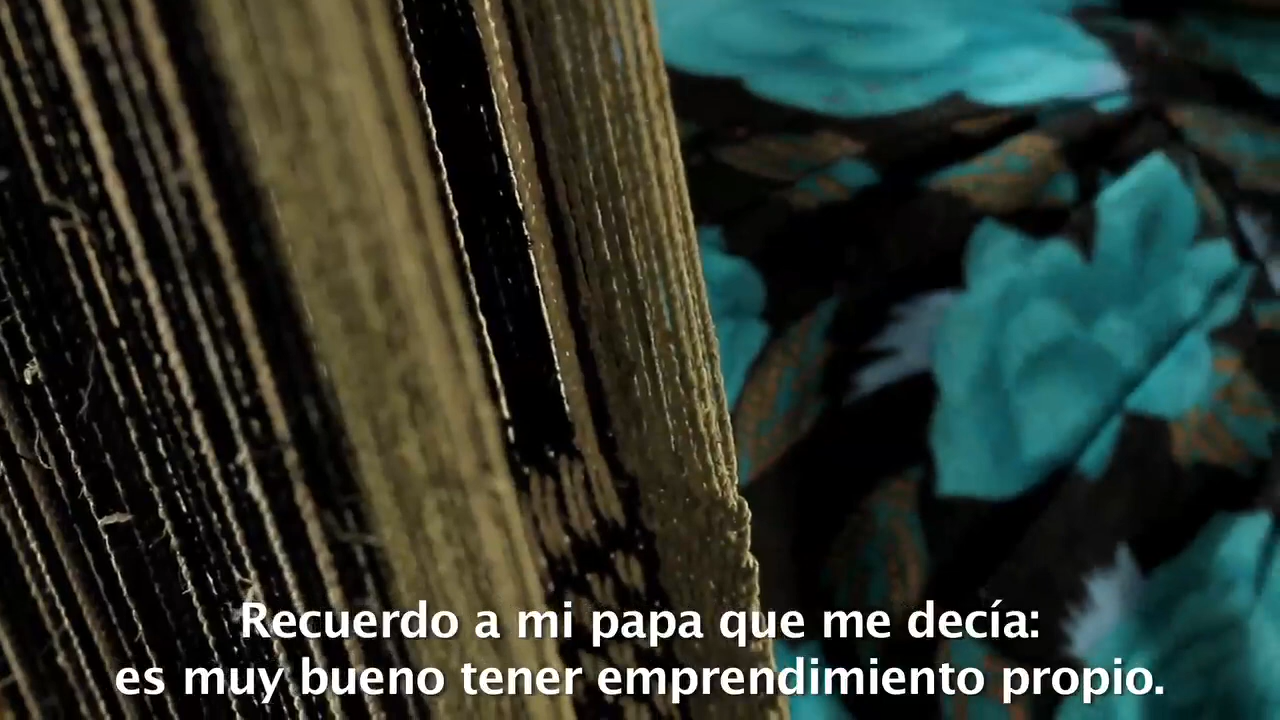 Recuerdo a mi papa que me decía:
es muy bueno tener emprendimiento propio.